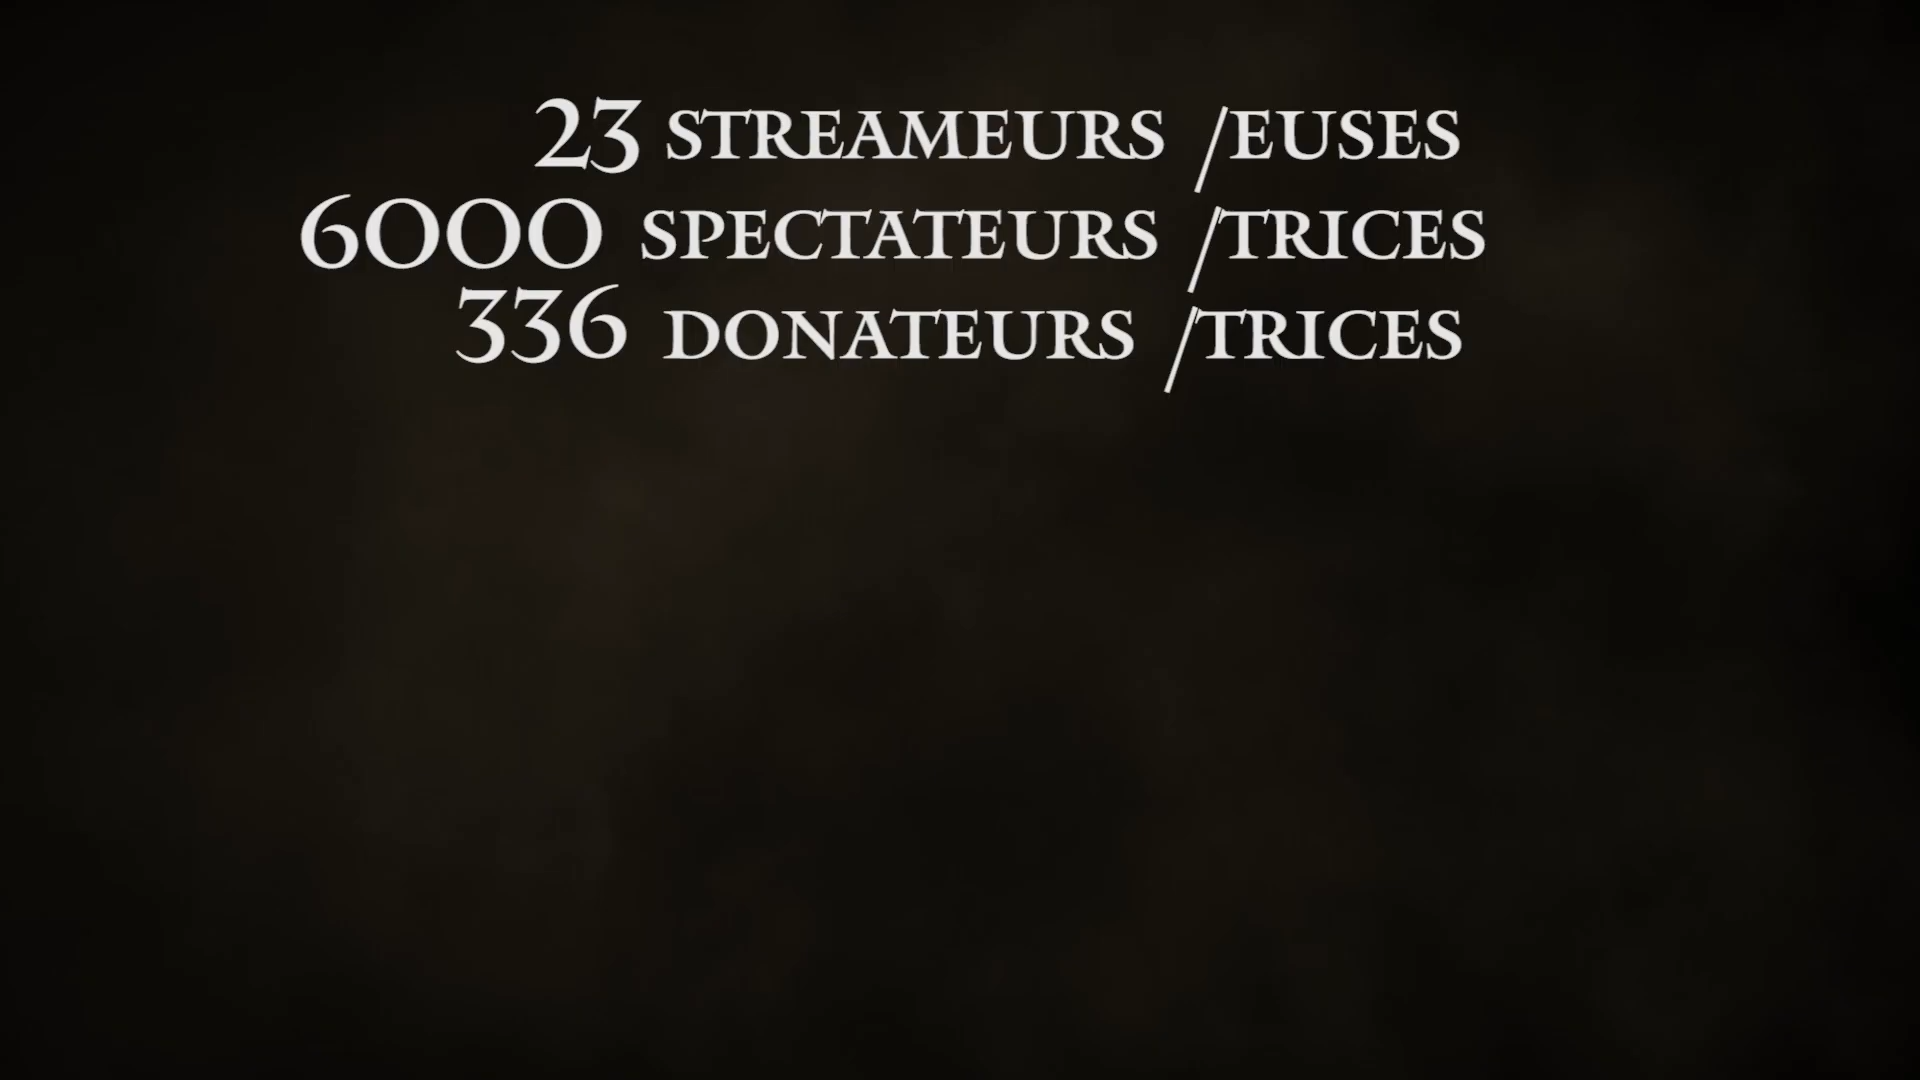 23 STREAMEURS /EUSES
6000 SPECTATEURS /TRICES
336 DONATEURS /TRICES